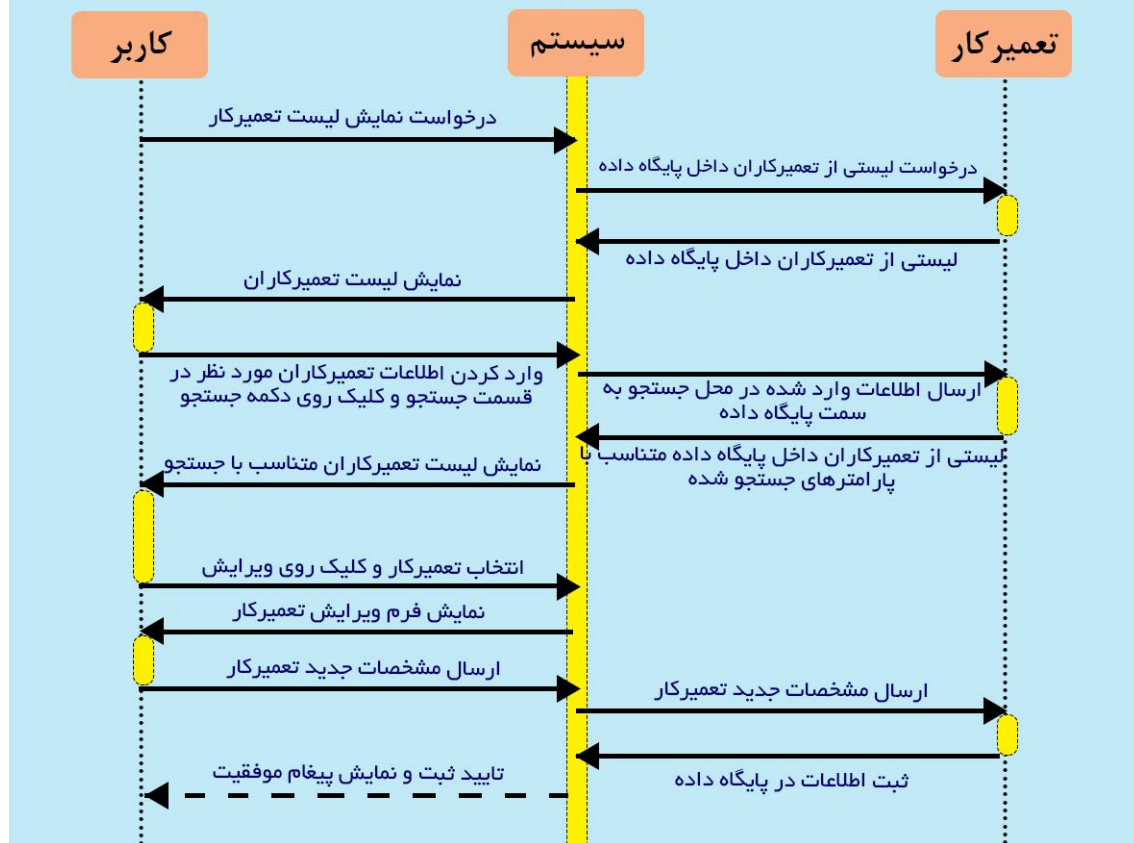 کاربر
سیستم
تعمیرکار
درخواست نمایش لیست تعمیرکار
درخواست لیستی از تعمیرکاران داخل پایگاه داده
لیستی از تعمیرکاران داخل پایگاه داده
نمایش لیست تعمیرکاران
وارد کردن اطلاعات تعمیرکاران مورد نظر در
قسمت جستجو و کلیک روی دکمه جستجو
ارسال اطلاعات وارد شده در محل جستجو به
سمت پایگاه داده
لیستی از تعمیرکاران داخل پایگاه داده متناسب با
پارامترهای جستجو شده
نمایش لیست تعمیرکاران متناسب با جستجو
انتخاب تعمیرکار و کلیک روی ویرایش
نمایش فرم ویرایش تعمیرکار
ارسال مشخصات جدید تعمیرکار
ارسال مشخصات جدید تعمیرکار
ثبت اطلاعات در پایگاه داده
تایید ثبت و نمایش پیغام موفقیت